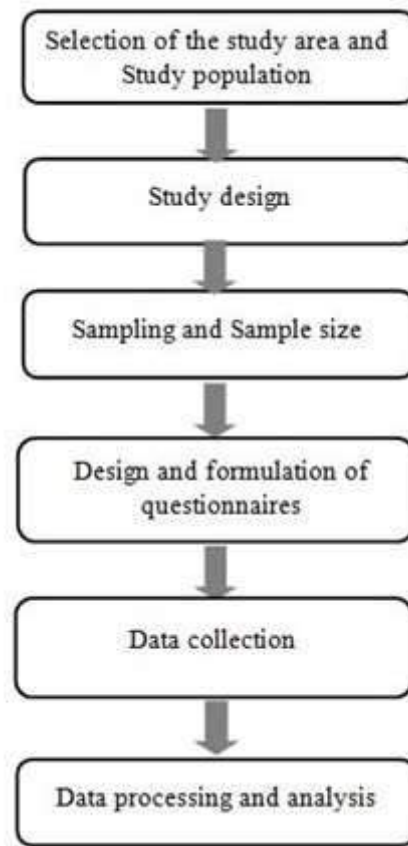 Selection of the study area and
Study population
Study design
Sampling and Sample size
Design and formulation of
questionnaires
Data collection
Data processing and analysis